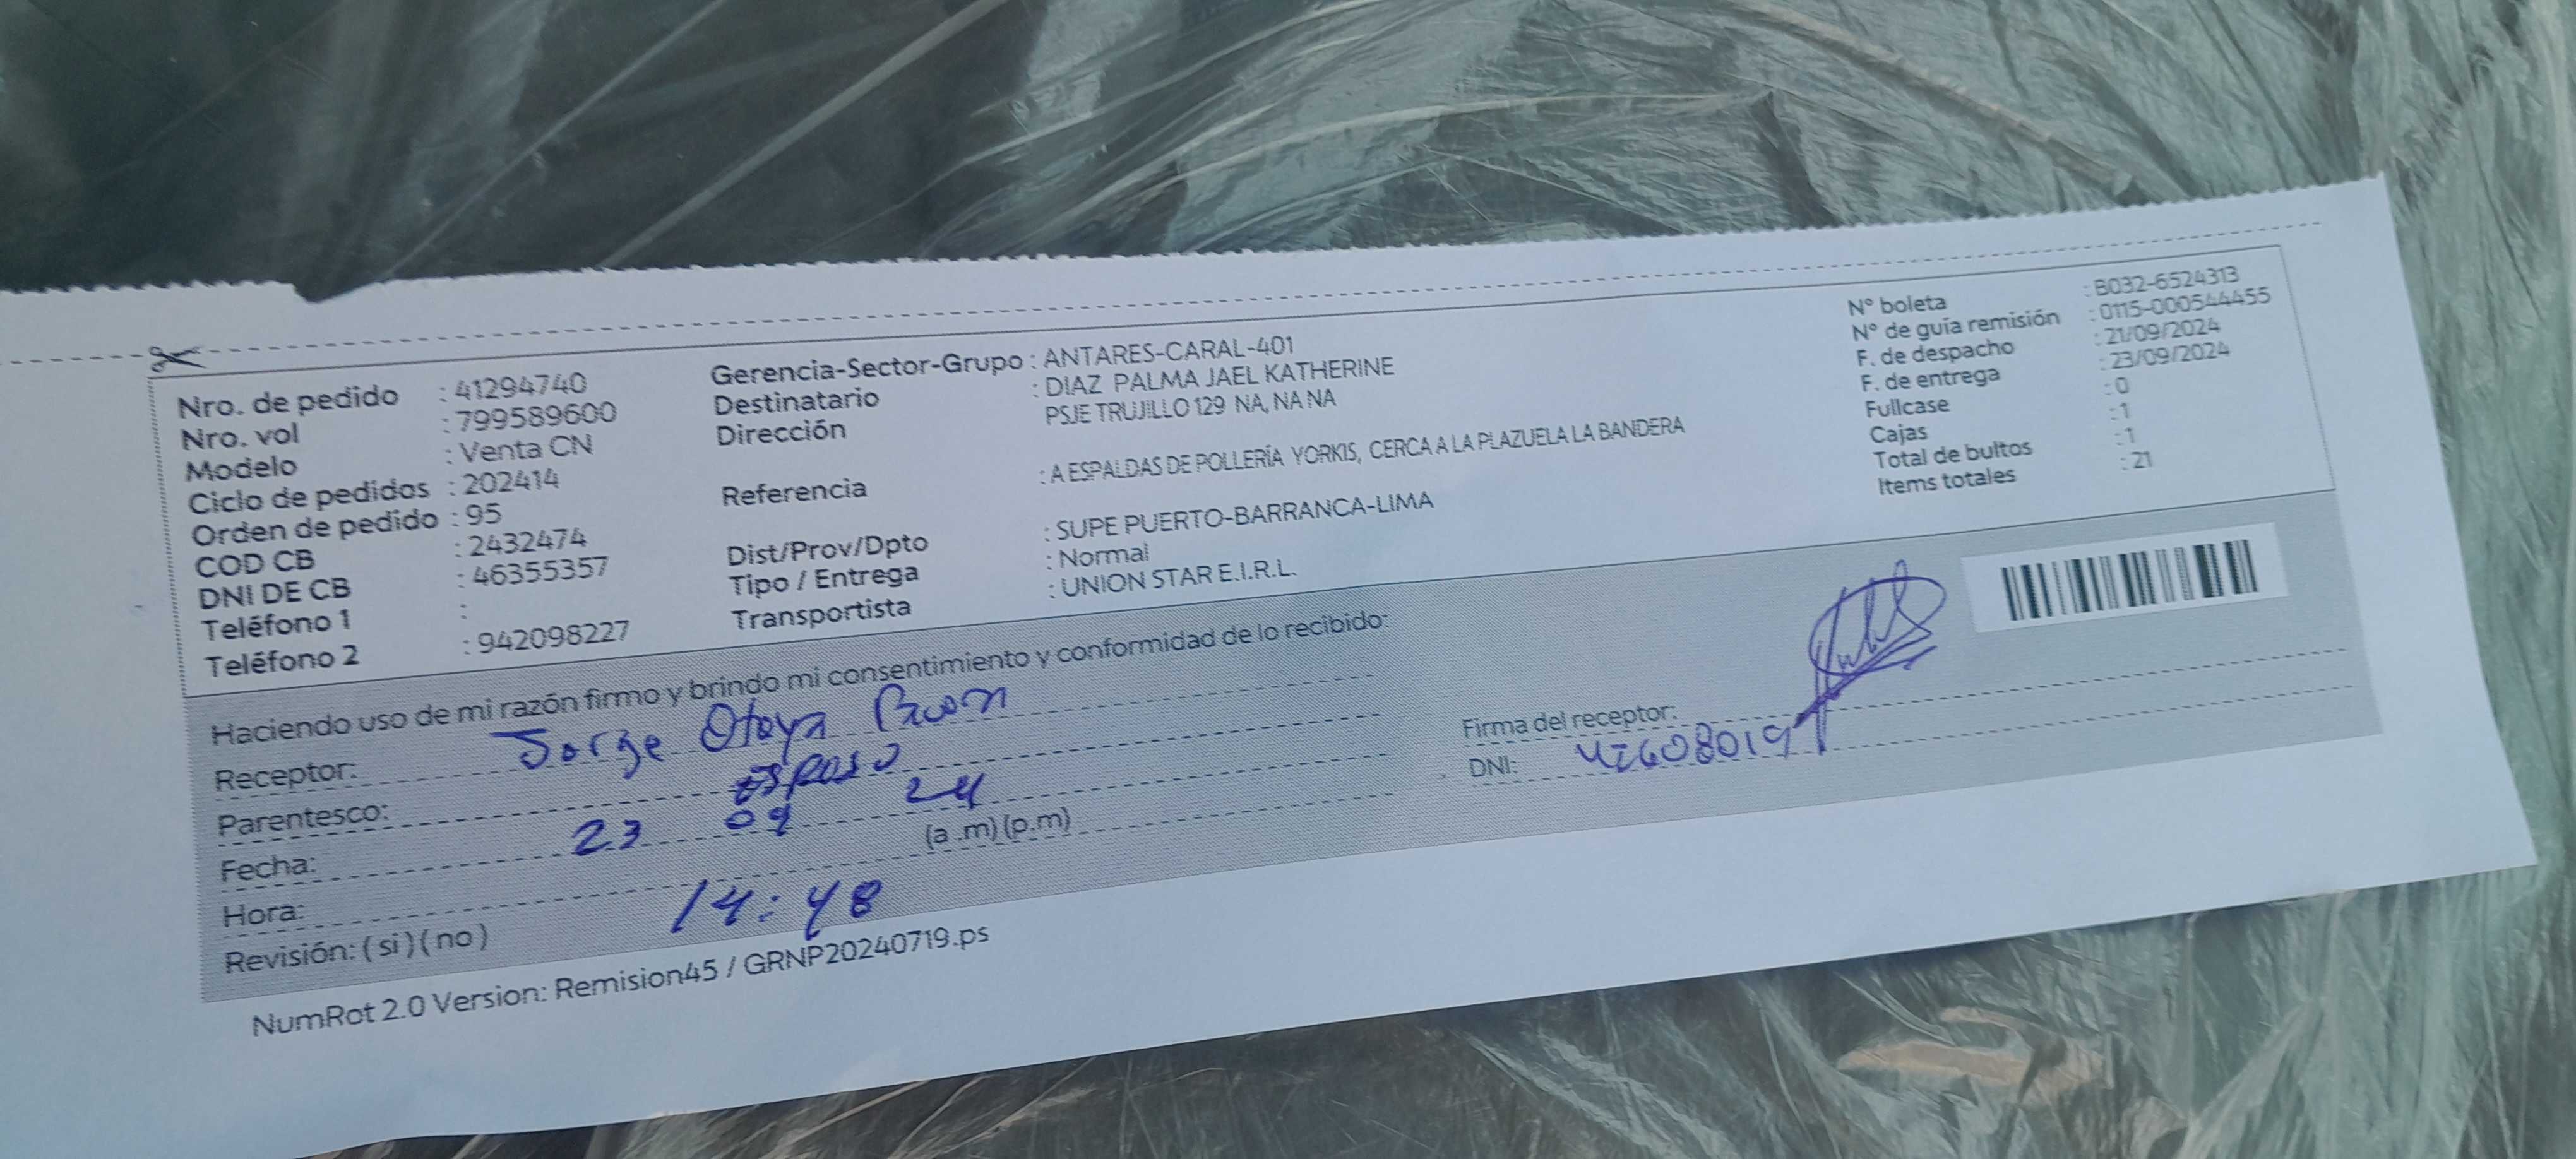 Nro. de pedido : 41294740
Nro. vol : 799589600
Modelo : Venta CN
Ciclo de pedidos : 202414
Orden de pedido : 95
COD CB : 2432474
DNI DE CB : 46355357
Teléfono 1 :
Teléfono 2 : 942098227
Gerencia-Sector-Grupo : ANTARES-CARAL-401
Destinatario : DIAZ PALMA JAEL KATHERINE
Dirección PSJE TRUJILLO 129 NA, NA NA
Referencia : A ESPALDAS DE POLLERÍA YORKIS, CERCA A LA PLAZUELA LA BANDERA
Dist/Prov/Dpto : SUPE PUERTO-BARRANCA-LIMA
Tipo / Entrega : Normal
Transportista : UNION STAR E.I.R.L.
N° boleta : B032-6524313
N° de guía remisión : 0115-000544455
F. de despacho : 21/09/2024
F. de entrega : 23/09/2024
Fullcase : 0
Cajas : 1
Total de bultos : 1
Items totales : 21
Haciendo uso de mi razón firmo y brindo mi consentimiento y conformidad de lo recibido:
Receptor: Jorge Otoya
Parentesco: Esposo
Fecha: 23 09 24
Hora: (a .m) (p.m)
14:48
Revisión: ( si ) ( no )
Firma del receptor:
DNI:
NumRot 2.0 Version: Remision45 / GRNP20240719.ps